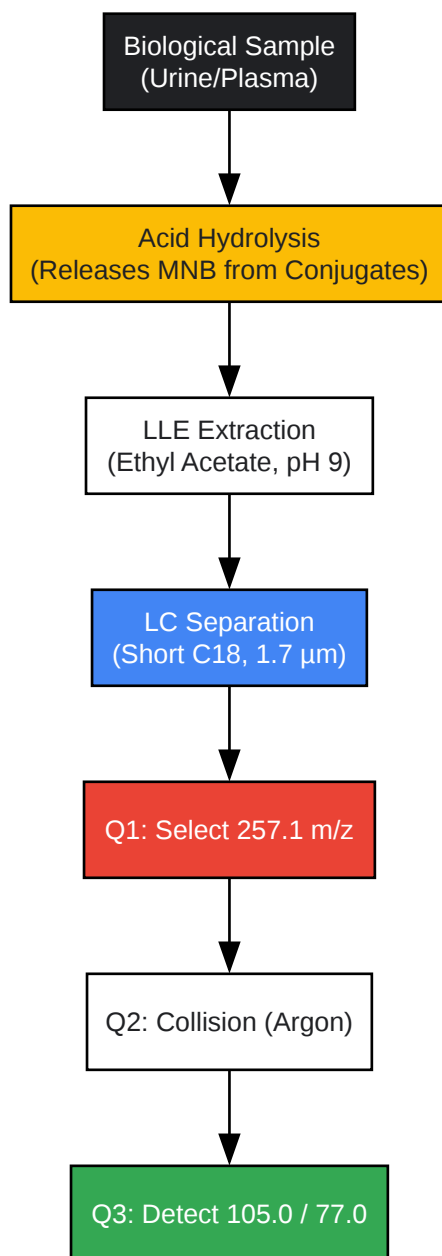 Biological Sample
(Urine/Plasma)
Acid Hydrolysis
(Releases MNB from Conjugates)
LLE Extraction
(Ethyl Acetate, pH 9)
LC Separation
(Short C18, 1.7 µm)
Q1: Select 257.1 m/z
Q2: Collision (Argon)
Q3: Detect 105.0 / 77.0